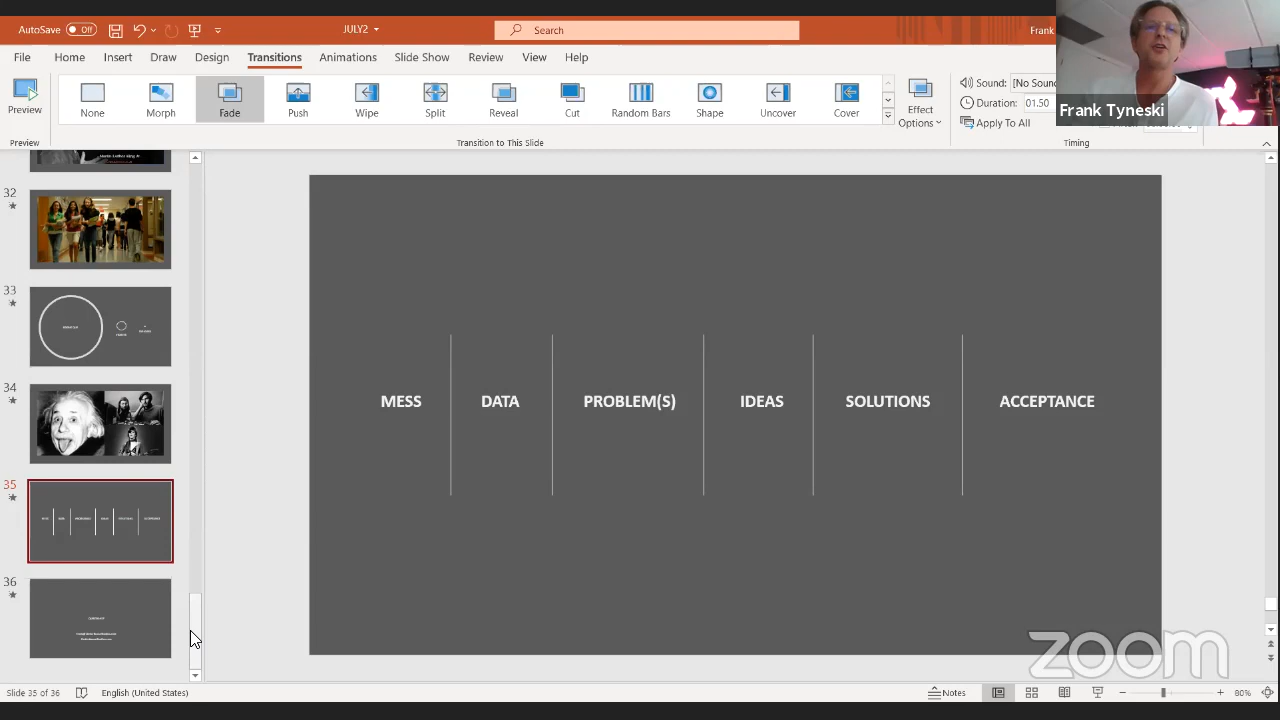 AutoSave Off JULY2 Search Frank
File Home Insert Draw Design Transitions Animations Slide Show Review View Help
Preview None Morph Fade Push Wipe Split Reveal Cut Random Bars Shape Uncover Cover Effect Options
Sound: [No Soun
Duration: 01.50
Apply To All
Frank Tyneski
Preview Transition to This Slide Timing
32
33
34
35
36
MESS DATA PROBLEM(S) IDEAS SOLUTIONS ACCEPTANCE
zoom
Slide 35 of 36 English (United States) Notes 80%